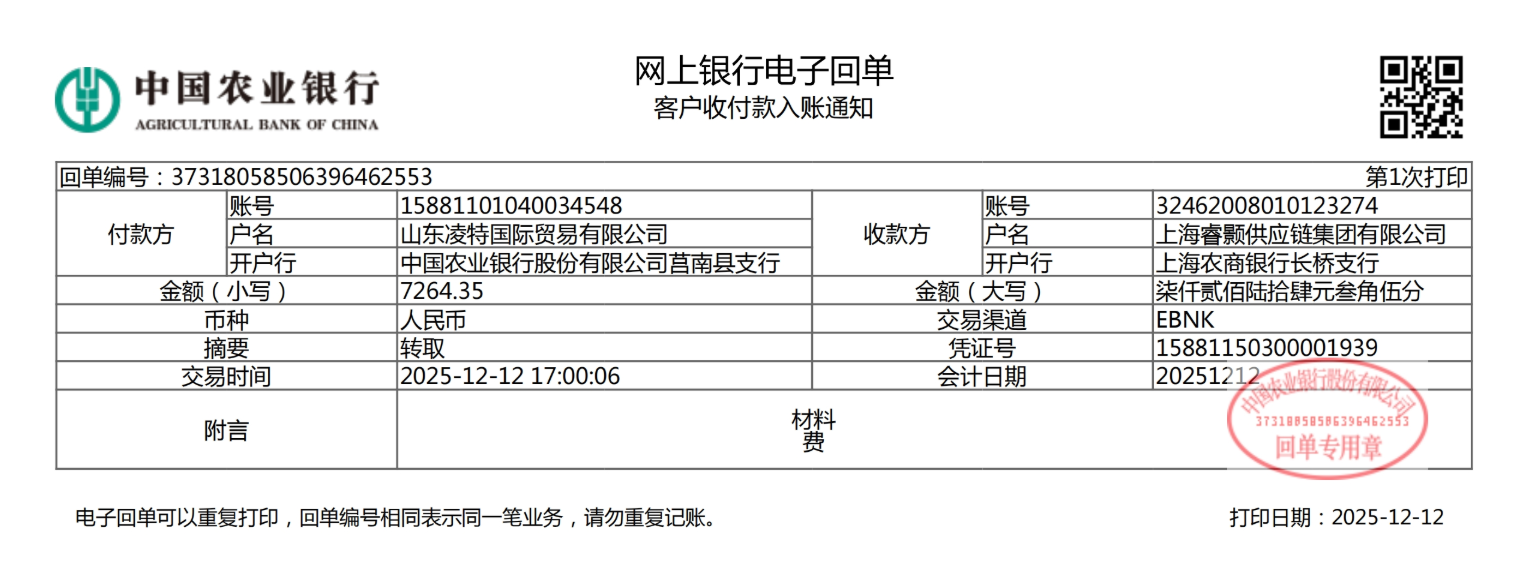 中国农业银行
AGRICULTURAL BANK OF CHINA
网上银行电子回单
客户收付款入账通知
回单编号：37318058506396462553 第1次打印
付款方 账号 15881101040034548 收款方 账号 32462008010123274
户名 山东凌特国际贸易有限公司 户名 上海睿颢供应链集团有限公司
开户行 中国农业银行股份有限公司莒南县支行 开户行 上海农商银行长桥支行
金额（小写） 7264.35 金额（大写） 柒仟贰佰陆拾肆元叁角伍分
币种 人民币 交易渠道 EBNK
摘要 转取 凭证号 15881150300001939
交易时间 2025-12-12 17:00:06 会计日期 20251212
附言 材料
费
中国农业银行股份有限公司
37318058506396462553
回单专用章
电子回单可以重复打印，回单编号相同表示同一笔业务，请勿重复记账。 打印日期：2025-12-12